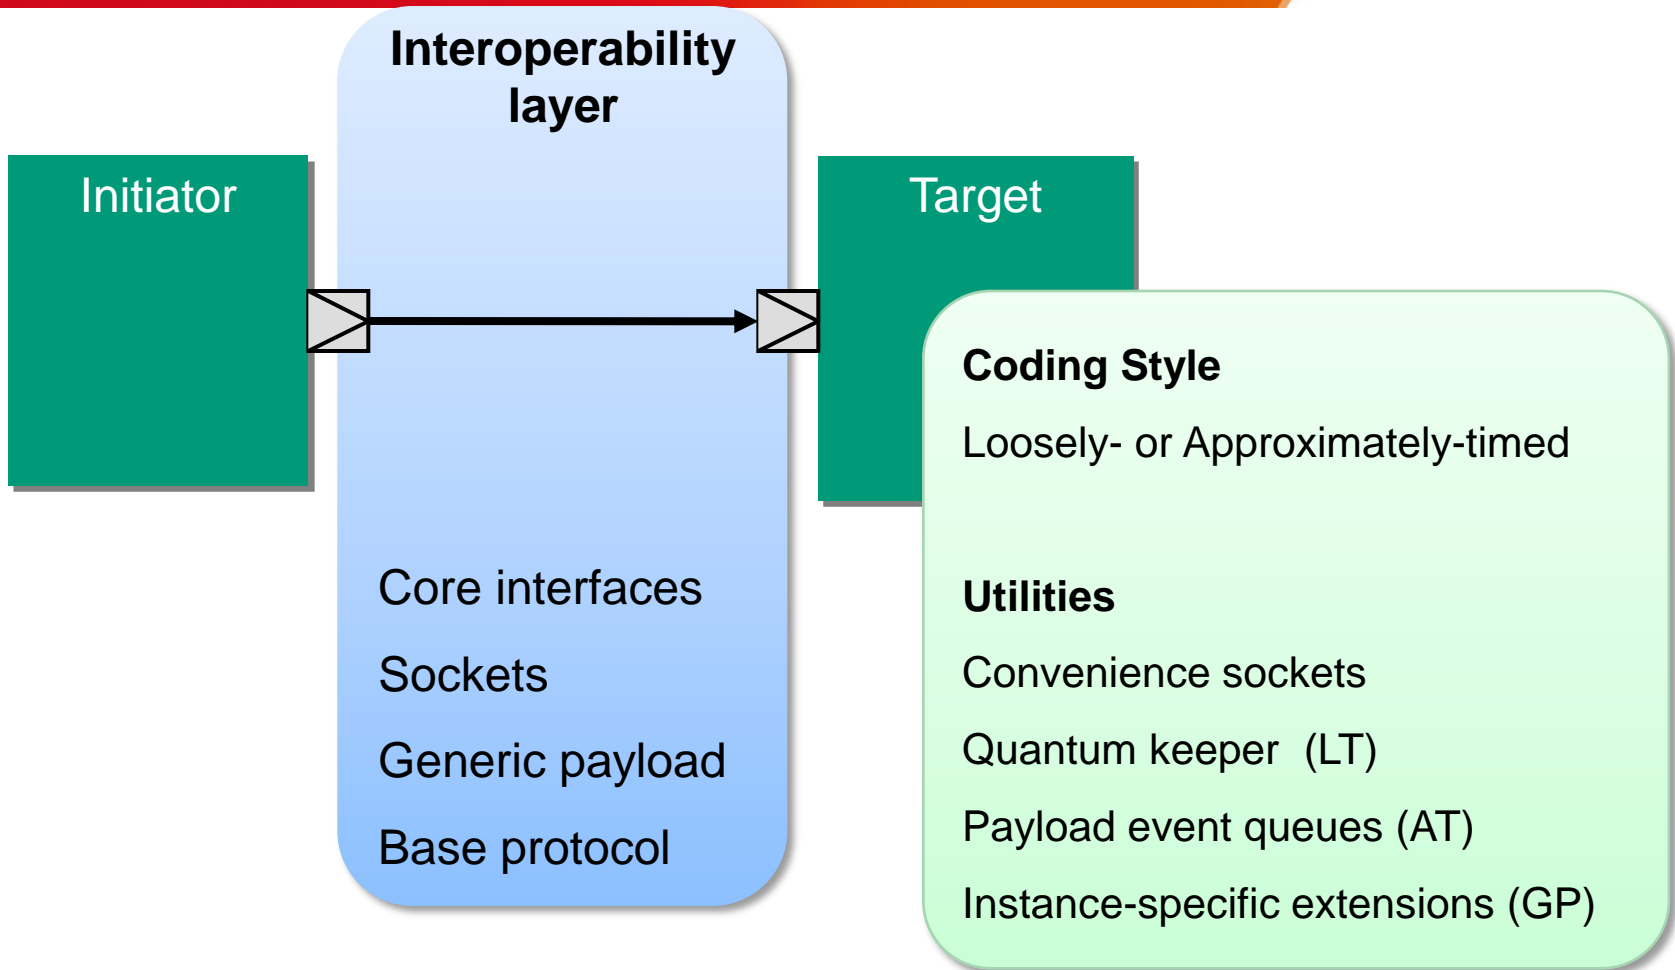 Interoperability
layer
Initiator
Target
Core interfaces
Sockets
Generic payload
Base protocol
Coding Style
Loosely- or Approximately-timed
Utilities
Convenience sockets
Quantum keeper  (LT)
Payload event queues (AT)
Instance-specific extensions (GP)